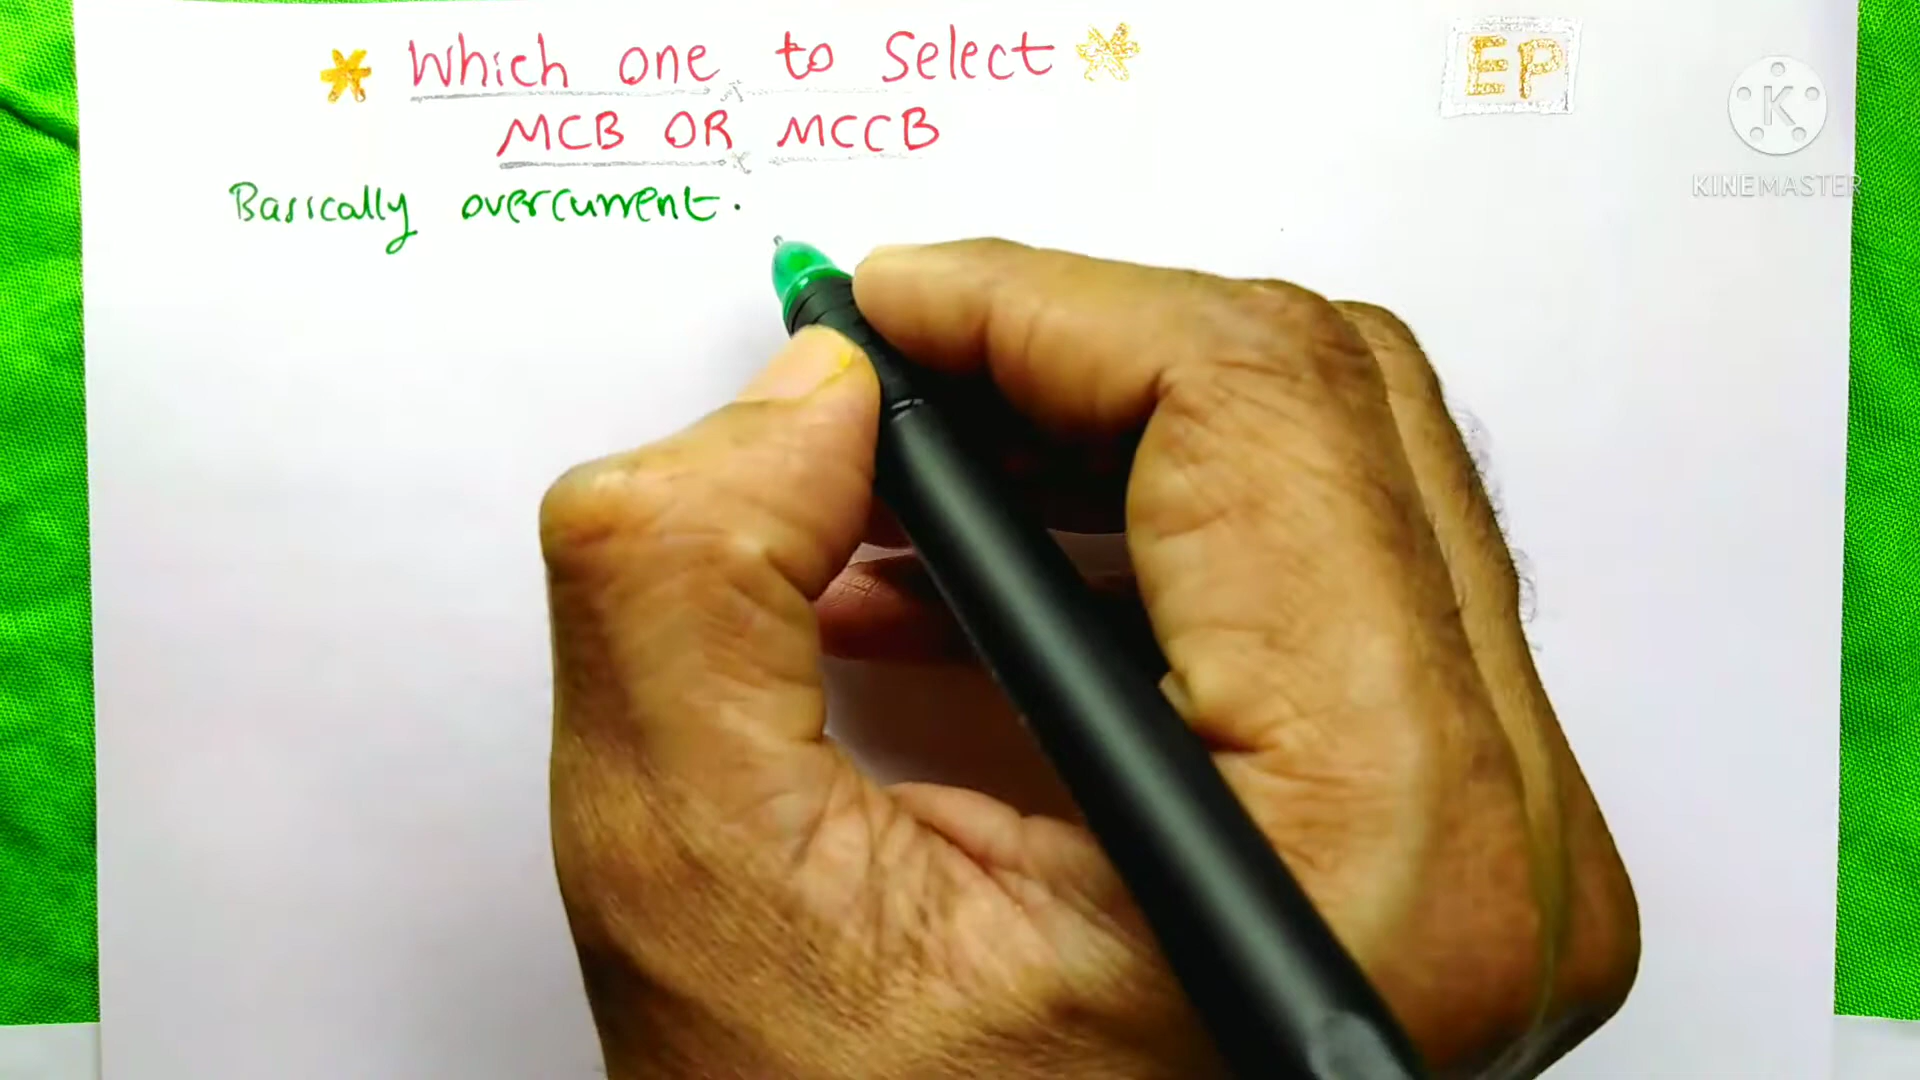 Which one to Select
MCB OR MCCB
EP
K
KINEMASTER
Basically overcurrent.